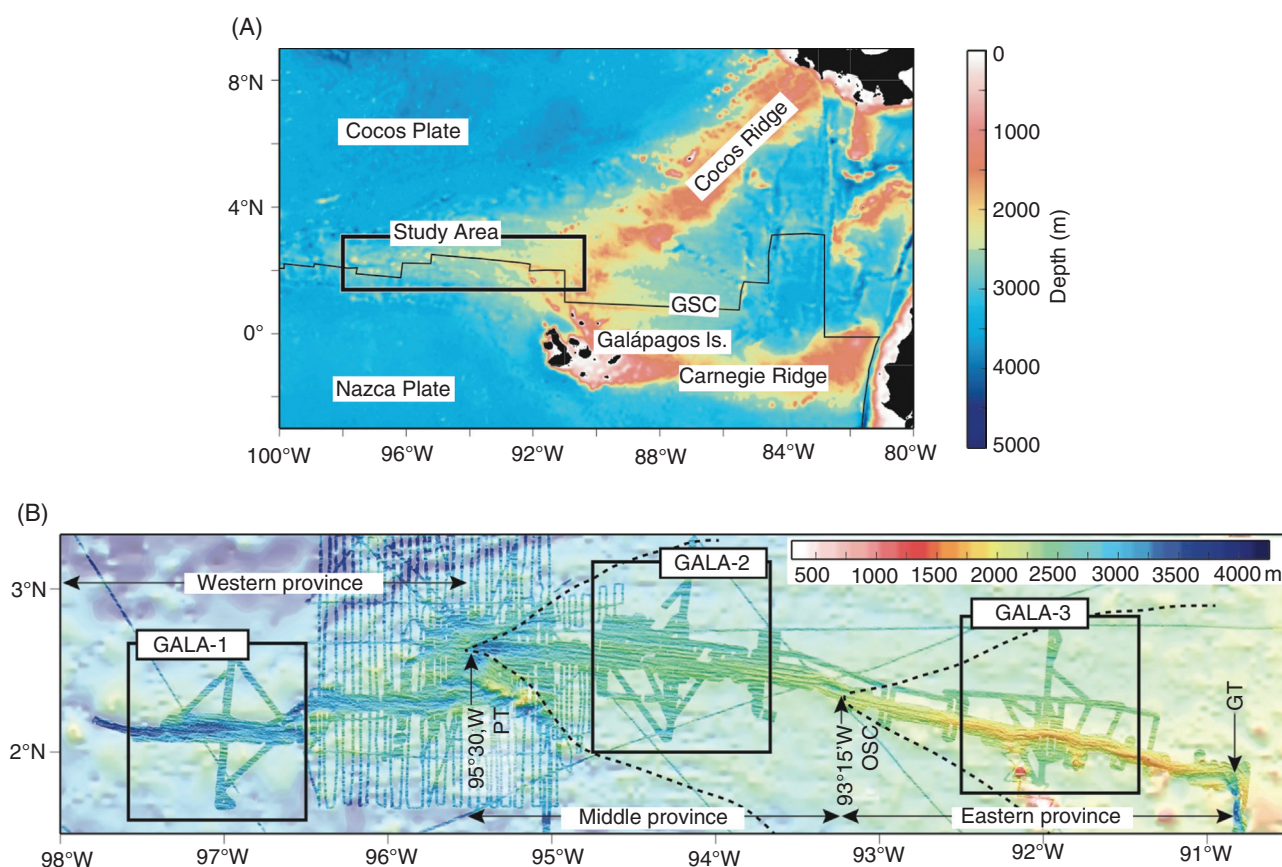 (A)
0
8°N
Cocos Plate
Cocos Ridge
1000
4°N
2000
Study Area
Depth (m)
3000
GSC
0°
Galápagos Is.
4000
Carnegie Ridge
Nazca Plate
5000
100°W 96°W 92°W 88°W 84°W 80°W
(B)
GALA-2
500 1000 1500 2000 2500 3000 3500 4000 m
3°N
Western province
GALA-3
GALA-1
GT
95°30,W
PT
93°15'W
OSC
2°N
Middle province
Eastern province
98°W 97°W 96°W 95°W 94°W 93°W 92°W 91°W